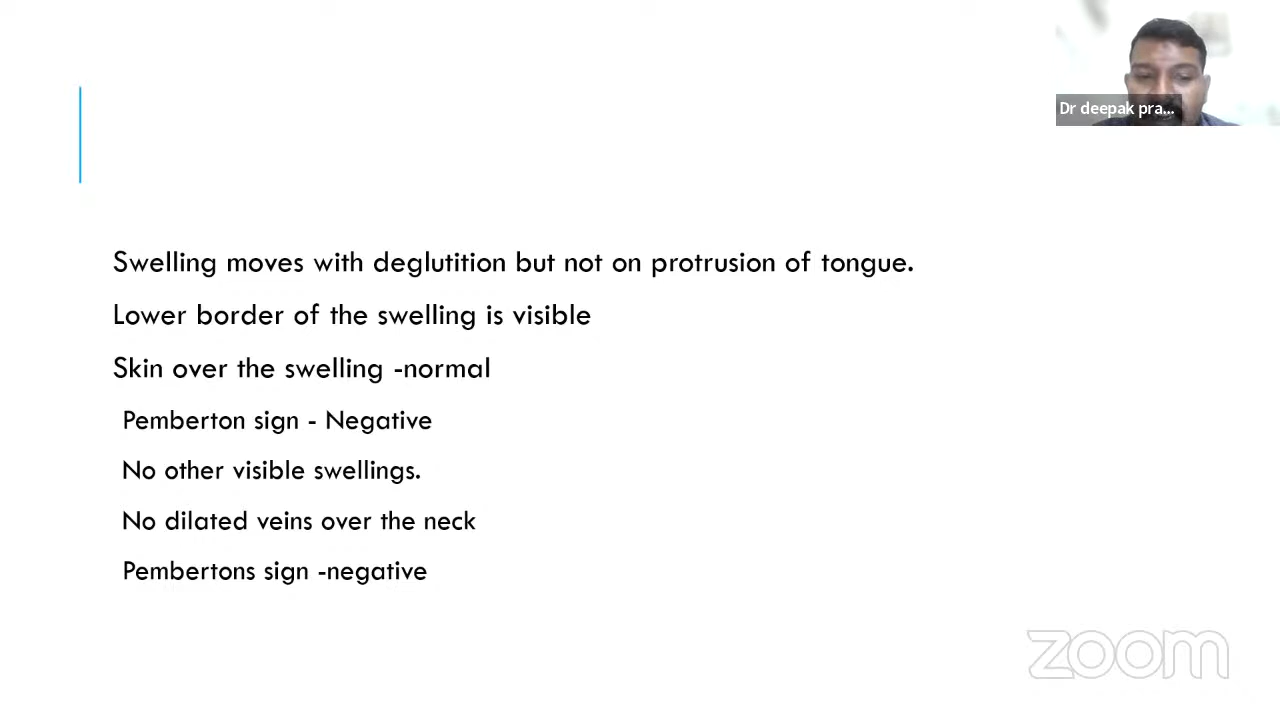 Dr deepak pra...
Swelling moves with deglutition but not on protrusion of tongue.
Lower border of the swelling is visible
Skin over the swelling -normal
Pemberton sign - Negative
No other visible swellings.
No dilated veins over the neck
Pembertons sign -negative
zoom